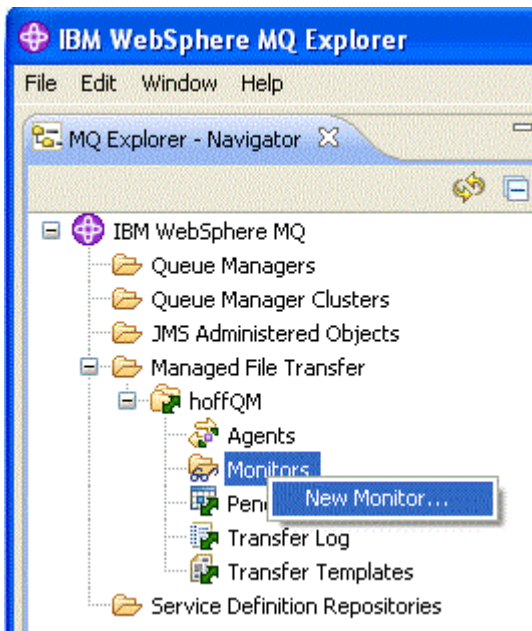 IBM WebSphere MQ Explorer
File Edit Window Help
MQ Explorer - Navigator
IBM WebSphere MQ
Queue Managers
Queue Manager Clusters
JMS Administered Objects
Managed File Transfer
hoffQM
Agents
Monitors
New Monitor...
Transfer Log
Transfer Templates
Service Definition Repositories